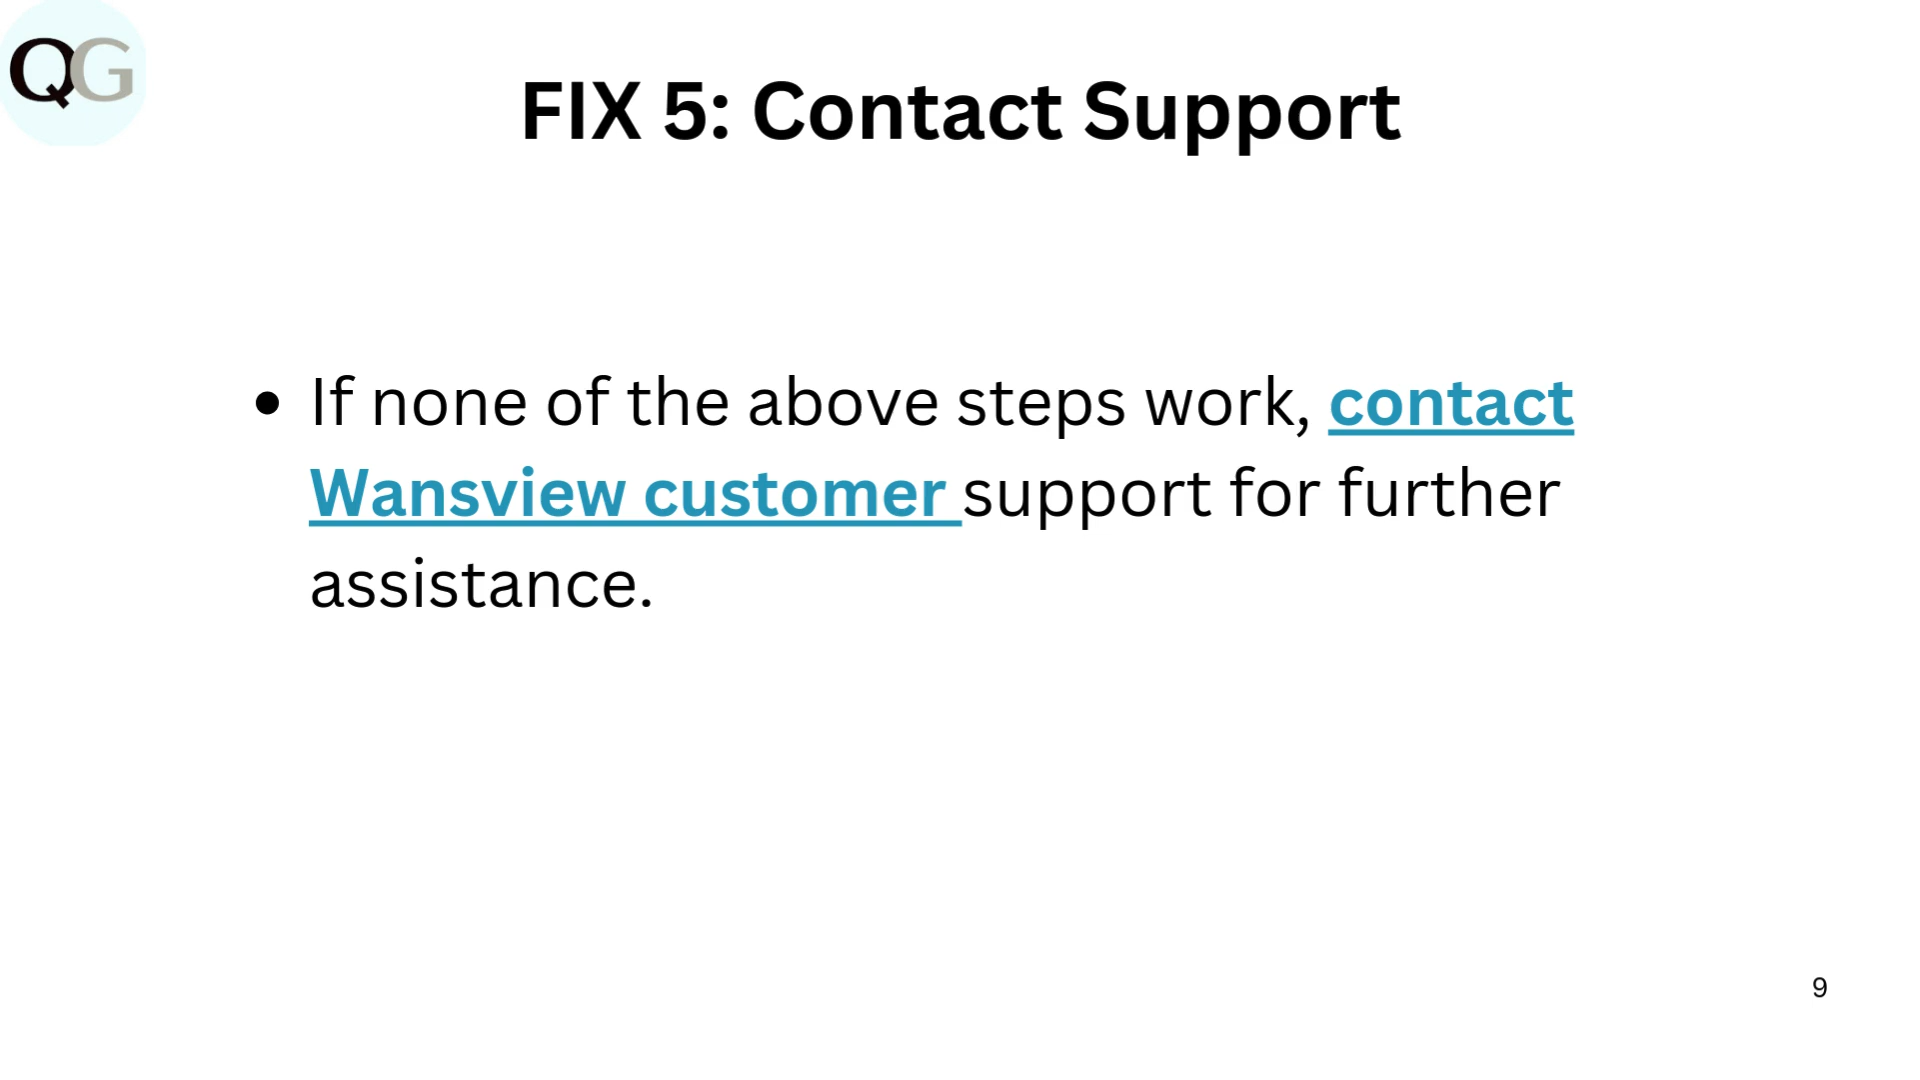 QG
FIX 5: Contact Support
• If none of the above steps work, contact
Wansview customer support for further
assistance.
9